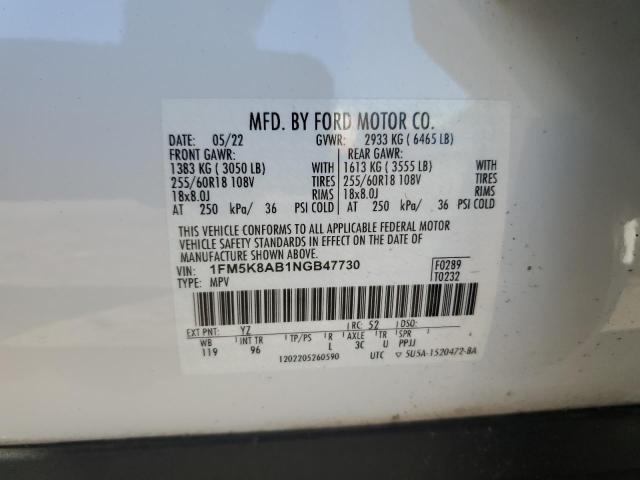 MFD. BY FORD MOTOR CO.
DATE: 05/22 GVWR: 2933 KG ( 6465 LB)
FRONT GAWR: REAR GAWR:
1383 KG ( 3050 LB) WITH 1613 KG ( 3555 LB) WITH
255/60R18 108V TIRES 255/60R18 108V TIRES
18x8.0J RIMS 18x8.0J RIMS
AT 250 kPa/ 36 PSI COLD AT 250 kPa/ 36 PSI COLD
THIS VEHICLE CONFORMS TO ALL APPLICABLE FEDERAL MOTOR
VEHICLE SAFETY STANDARDS IN EFFECT ON THE DATE OF
MANUFACTURE SHOWN ABOVE.
VIN: 1FM5K8AB1NGB47730 F0289
TYPE: MPV T0232
EXT PNT: YZ RC: 52 DSO:
WB INT TR TP/PS R AXLE TR SPR
119 96 L 3C U PPJJ
1202205260590 UTC ▽ 5U5A-1520472-BA